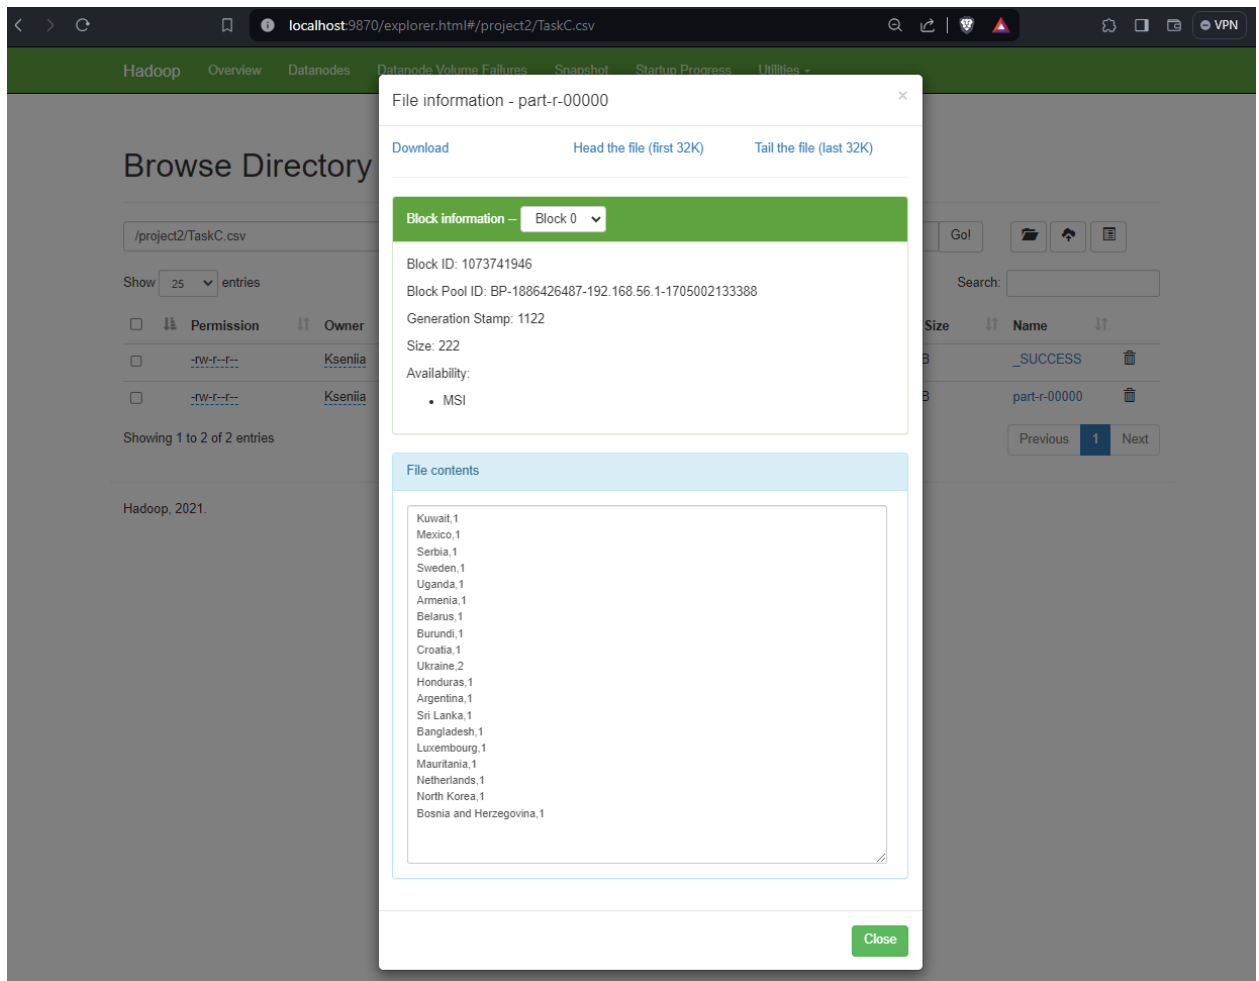 localhost:9870/explorer.html#/project2/TaskC.csv
VPN
Hadoop Overview Datanodes Datanode Volume Failures Snapshot Startup Progress Utilities
File information - part-r-00000
×
Download Head the file (first 32K) Tail the file (last 32K)
Browse Directory
Block information -- Block 0
/project2/TaskC.csv
Go!
Block ID: 1073741946
Show 25 entries
Search:
Block Pool ID: BP-1886426487-192.168.56.1-1705002133388
Generation Stamp: 1122
Permission Owner Size Name
Size: 222
-rw-r--r-- Kseniia B _SUCCESS
Availability:
-rw-r--r-- Kseniia B part-r-00000
• MSI
Showing 1 to 2 of 2 entries
Previous 1 Next
File contents
Hadoop, 2021.
Kuwait,1
Mexico,1
Serbia,1
Sweden,1
Uganda,1
Armenia,1
Belarus,1
Burundi,1
Croatia,1
Ukraine,2
Honduras,1
Argentina,1
Sri Lanka,1
Bangladesh,1
Luxembourg,1
Mauritania,1
Netherlands,1
North Korea,1
Bosnia and Herzegovina,1
Close